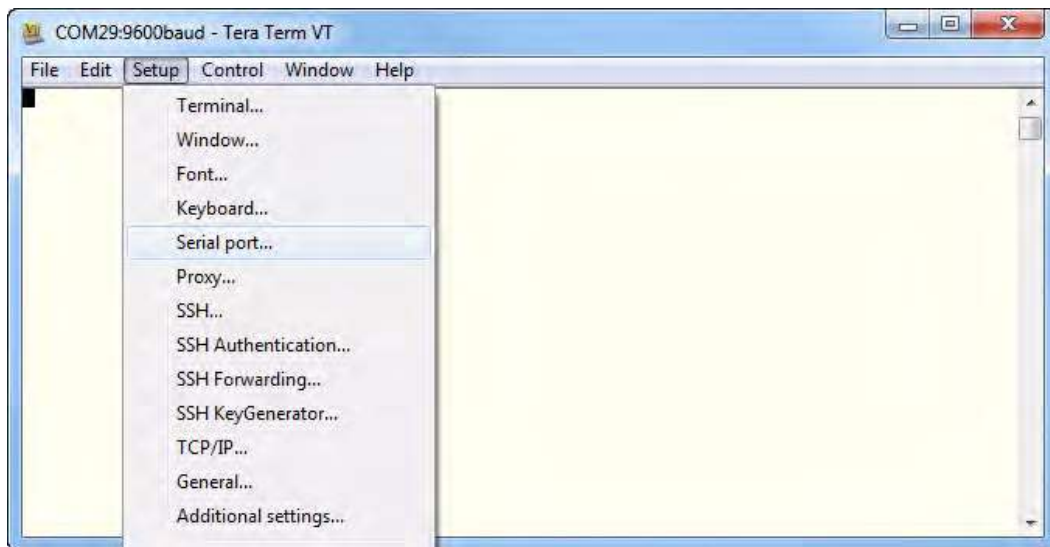 COM29:9600baud - Tera Term VT
File Edit Setup Control Window Help
Terminal...
Window...
Font...
Keyboard...
Serial port...
Proxy...
SSH...
SSH Authentication...
SSH Forwarding...
SSH KeyGenerator...
TCP/IP...
General...
Additional settings...